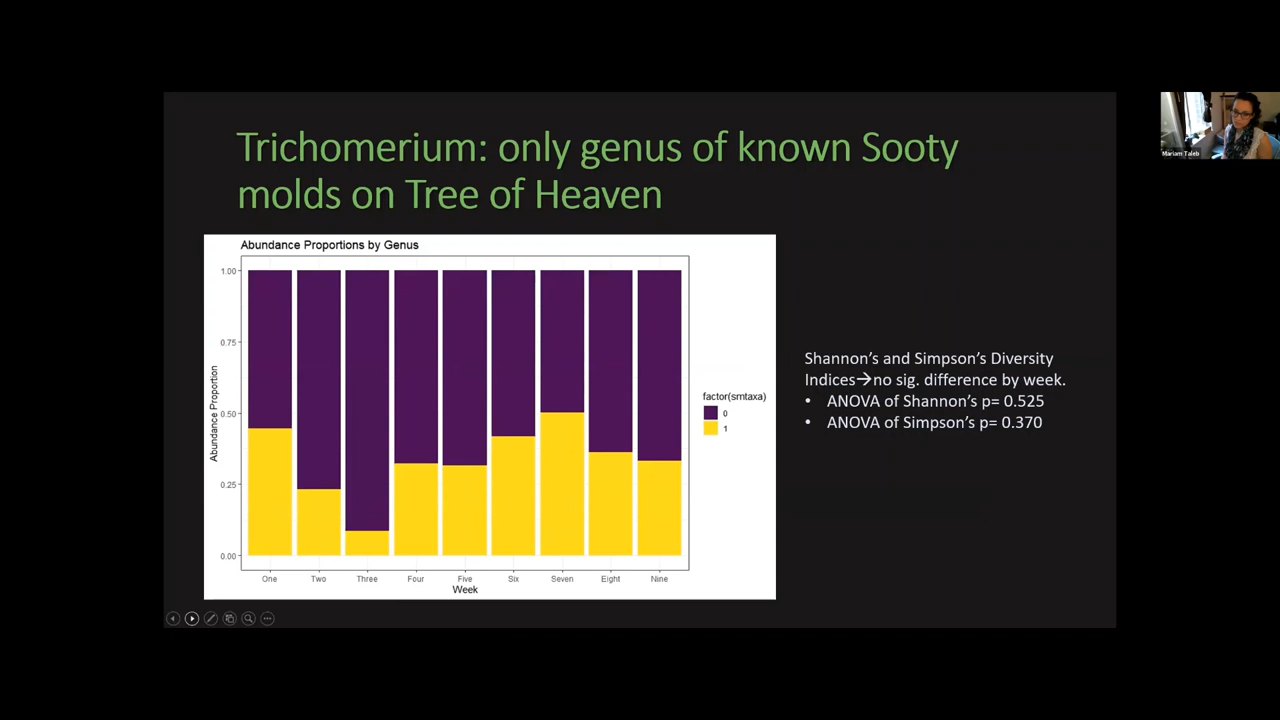 Trichomerium: only genus of known Sooty
molds on Tree of Heaven
Mariam Taleb
Abundance Proportions by Genus
Abundance Proportion
1.00
0.75
0.50
0.25
0.00
One Two Three Four Five Six Seven Eight Nine
Week
factor(smtaxa)
0
1
Shannon's and Simpson's Diversity
Indices→no sig. difference by week.
• ANOVA of Shannon's p= 0.525
• ANOVA of Simpson's p= 0.370